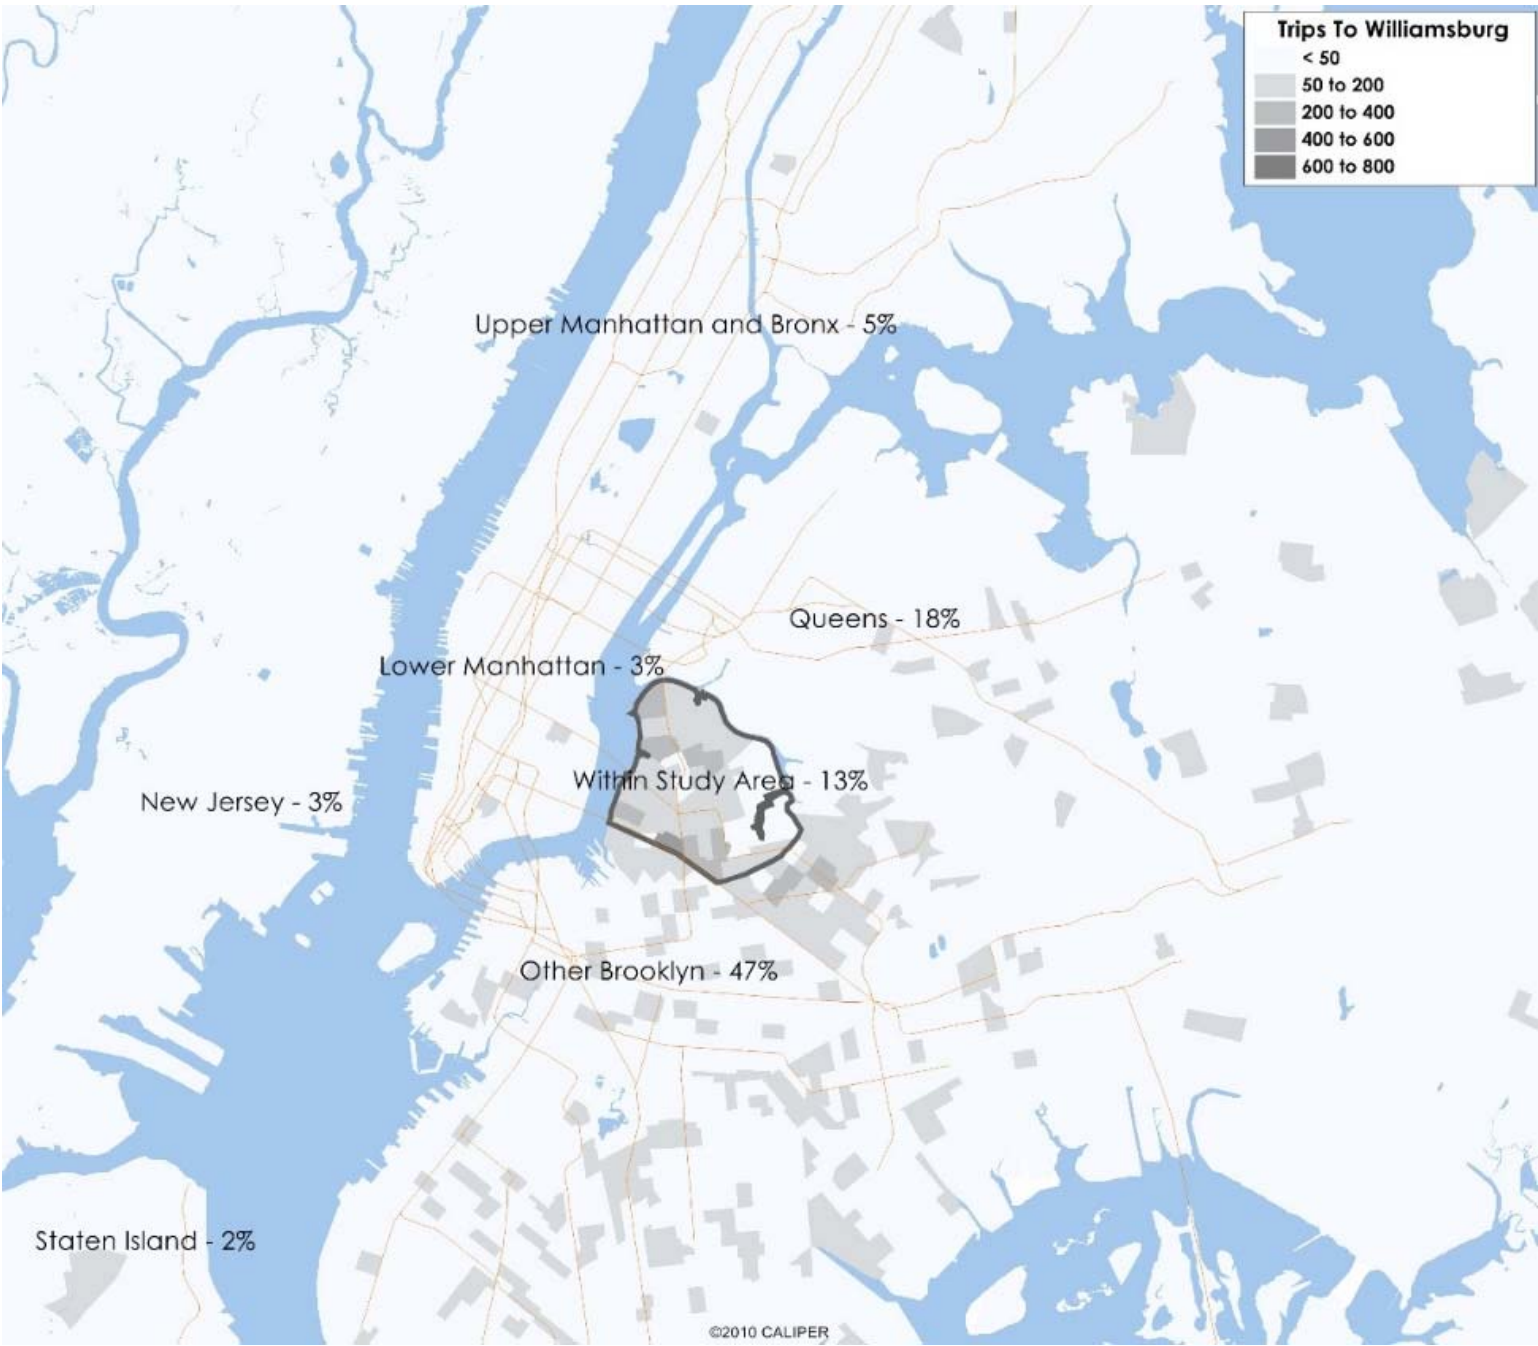 Trips To Williamsburg
< 50
50 to 200
200 to 400
400 to 600
600 to 800
Upper Manhattan and Bronx - 5%
Queens - 18%
Lower Manhattan - 3%
Within Study Area - 13%
New Jersey - 3%
Other Brooklyn - 47%
Staten Island - 2%
©2010 CALIPER